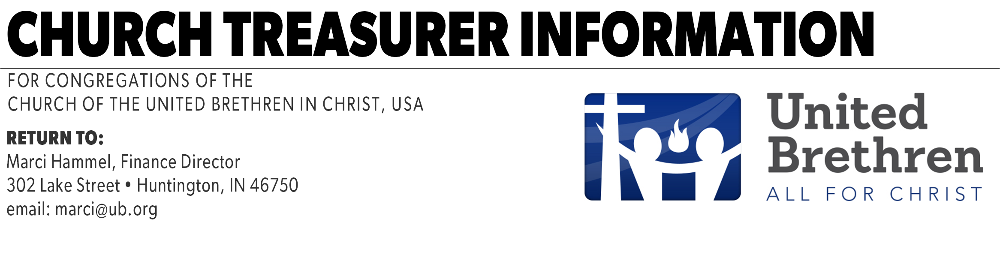 CHURCH TREASURER INFORMATION
FOR CONGREGATIONS OF THE
CHURCH OF THE UNITED BRETHREN IN CHRIST, USA
RETURN TO:
Marci Hammel, Finance Director
302 Lake Street • Huntington, IN 46750
email: marci@ub.org
United
Brethren
ALL FOR CHRIST